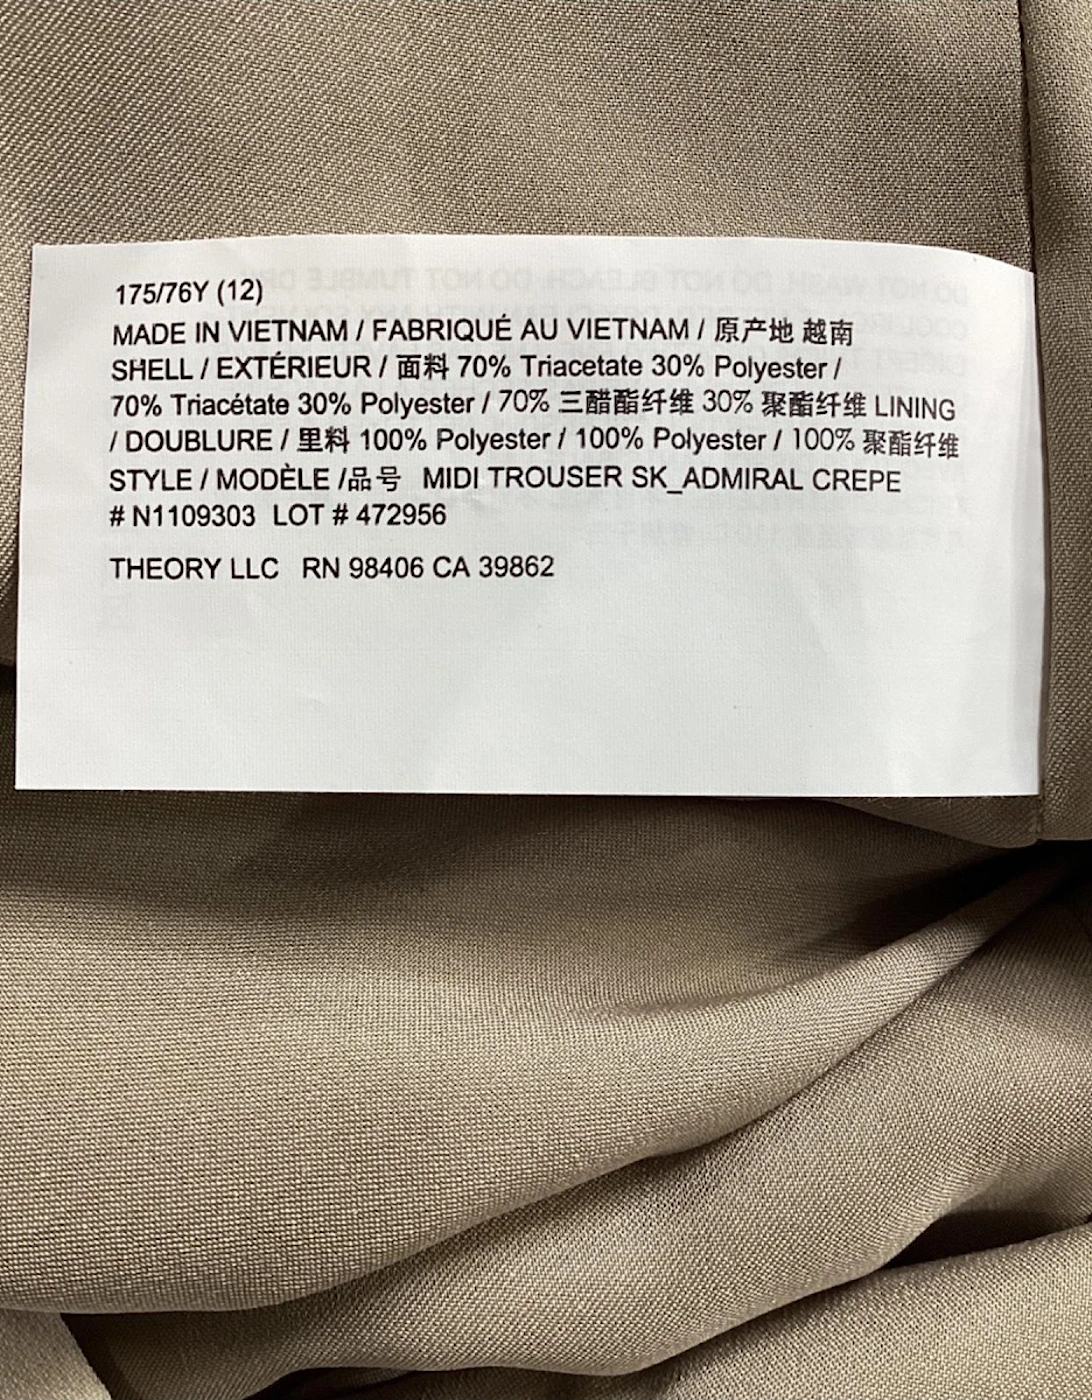 175/76Y (12)
MADE IN VIETNAM / FABRIQUÉ AU VIETNAM / 原产地 越南
SHELL / EXTÉRIEUR / 面料 70% Triacetate 30% Polyester /
70% Triacétate 30% Polyester / 70% 三醋酯纤维 30% 聚酯纤维 LINING
/ DOUBLURE / 里料 100% Polyester / 100% Polyester / 100% 聚酯纤维
STYLE / MODÈLE /品号 MIDI TROUSER SK_ADMIRAL CREPE
# N1109303 LOT # 472956
THEORY LLC RN 98406 CA 39862